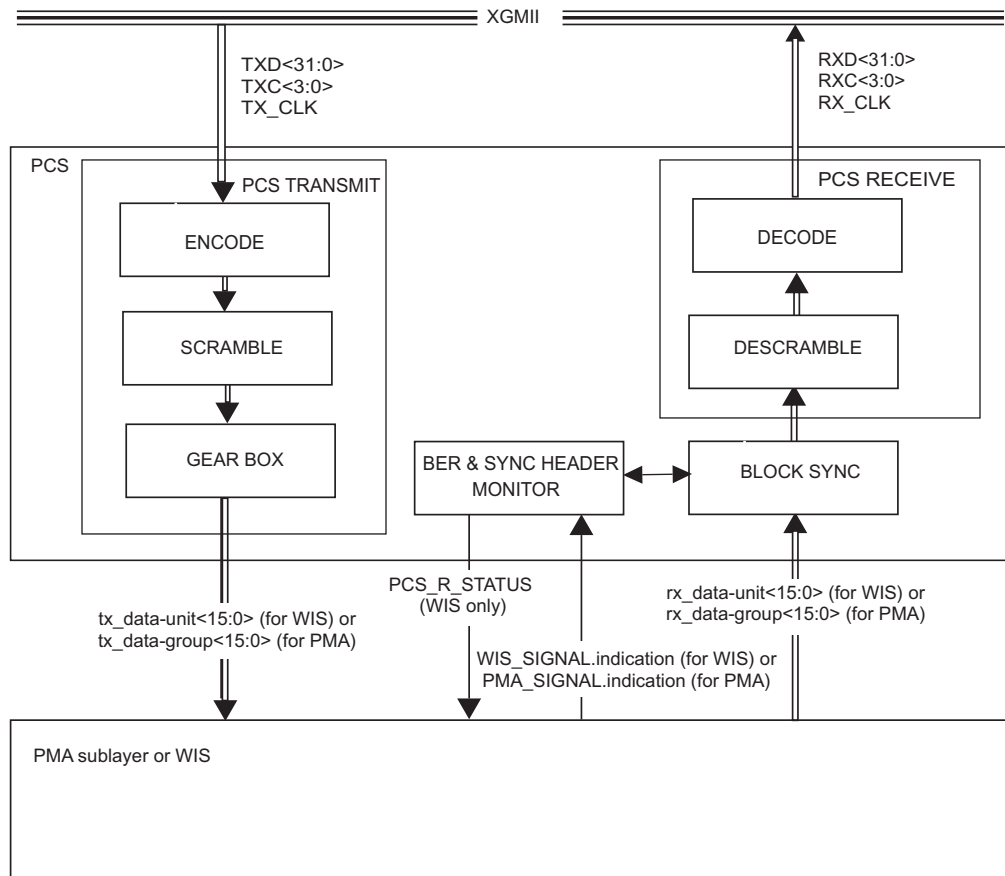 XGMII
TXD<31:0>
TXC<3:0>
TX_CLK
RXD<31:0>
RXC<3:0>
RX_CLK
PCS
PCS TRANSMIT
PCS RECEIVE
ENCODE
DECODE
SCRAMBLE
DESCRAMBLE
GEAR BOX
BER & SYNC HEADER
MONITOR
BLOCK SYNC
PCS_R_STATUS
(WIS only)
tx_data-unit<15:0> (for WIS) or
tx_data-group<15:0> (for PMA)
rx_data-unit<15:0> (for WIS) or
rx_data-group<15:0> (for PMA)
WIS_SIGNAL.indication (for WIS) or
PMA_SIGNAL.indication (for PMA)
PMA sublayer or WIS